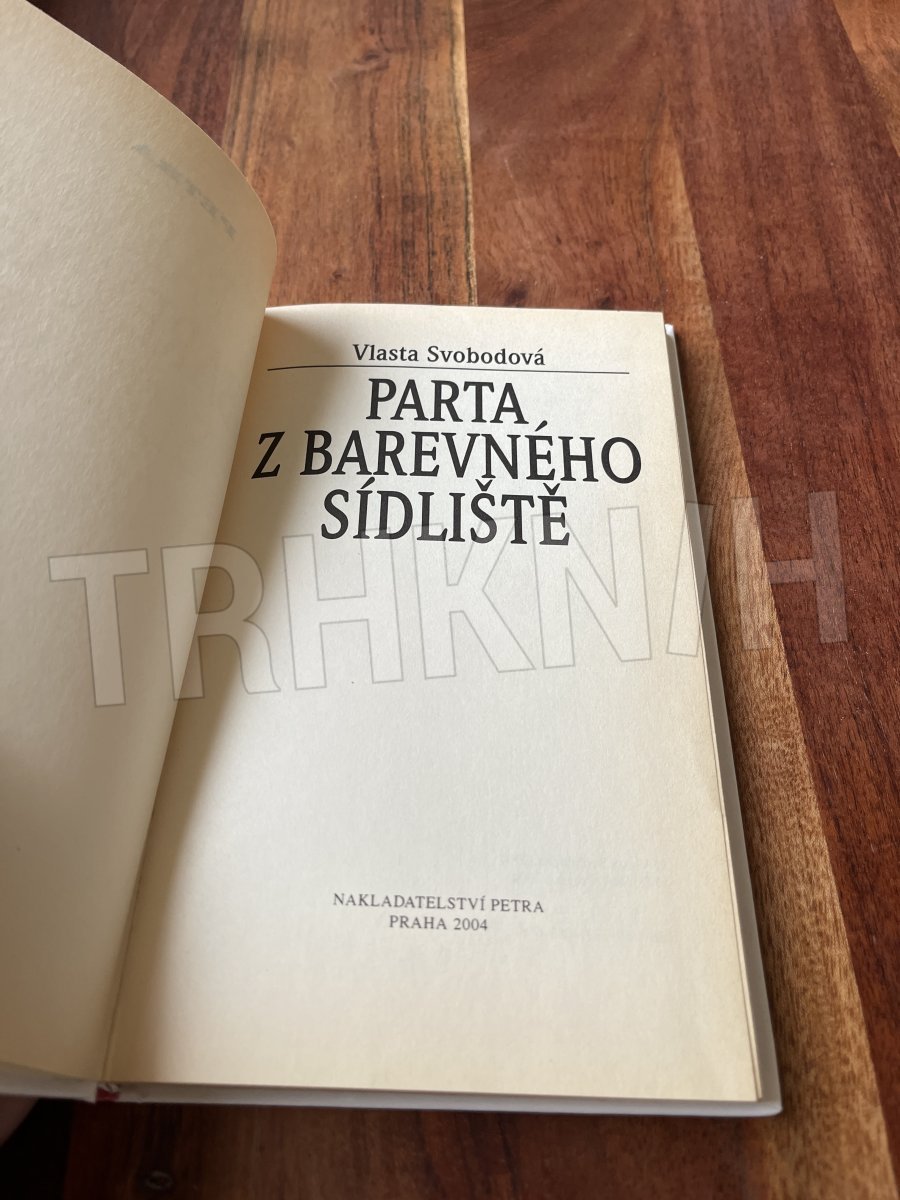 Vlasta Svobodová
PARTA
Z BAREVNÉHO
SÍDLIŠTĚ
TRHKNIH
NAKLADATELSTVÍ PETRA
PRAHA 2004